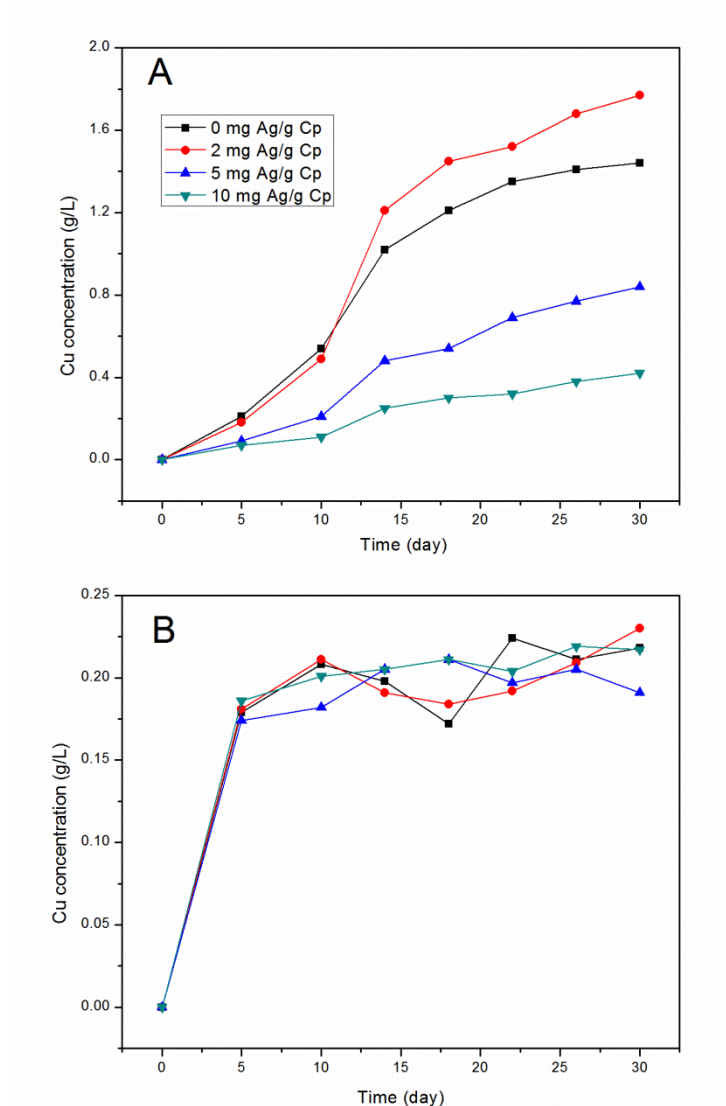 A
0 mg Ag/g Cp
2 mg Ag/g Cp
5 mg Ag/g Cp
10 mg Ag/g Cp
2.0
1.6
1.2
0.8
0.4
0.0
Cu concentration (g/L)
0 5 10 15 20 25 30
Time (day)
B
0.25
0.20
0.15
0.10
0.05
0.00
Cu concentration (g/L)
0 5 10 15 20 25 30
Time (day)